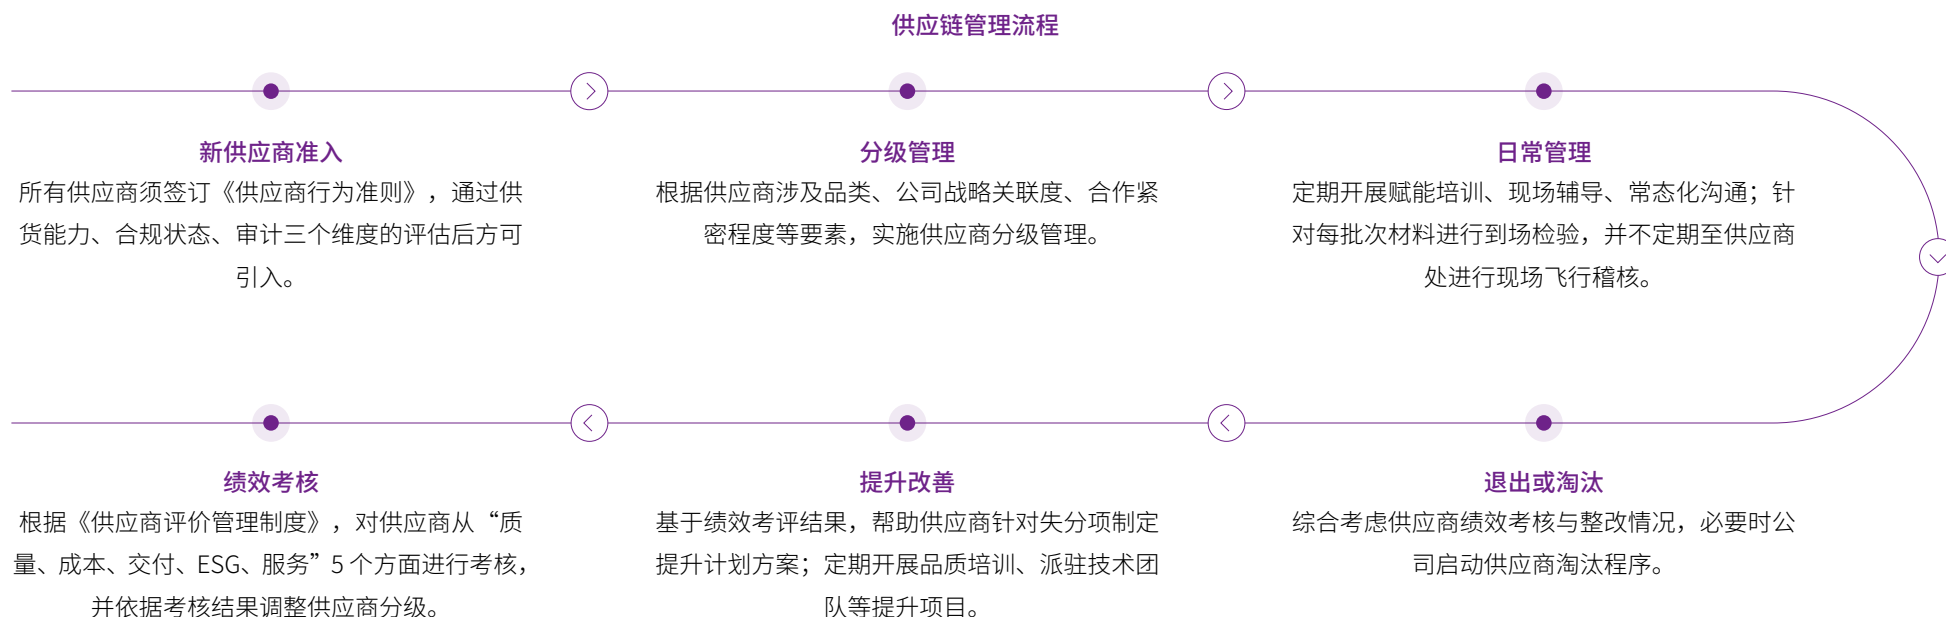 供应链管理流程
新供应商准入
所有供应商须签订《供应商行为准则》，通过供
货能力、合规状态、审计三个维度的评估后方可
引入。
分级管理
根据供应商涉及品类、公司战略关联度、合作紧
密程度等要素，实施供应商分级管理。
日常管理
定期开展赋能培训、现场辅导、常态化沟通；针
对每批次材料进行到场检验，并不定期至供应商
处进行现场飞行稽核。
绩效考核
根据《供应商评价管理制度》，对供应商从“质
量、成本、交付、ESG、服务”5 个方面进行考核，
并依据考核结果调整供应商分级。
提升改善
基于绩效考评结果，帮助供应商针对失分项制定
提升计划方案；定期开展品质培训、派驻技术团
队等提升项目。
退出或淘汰
综合考虑供应商绩效考核与整改情况，必要时公
司启动供应商淘汰程序。